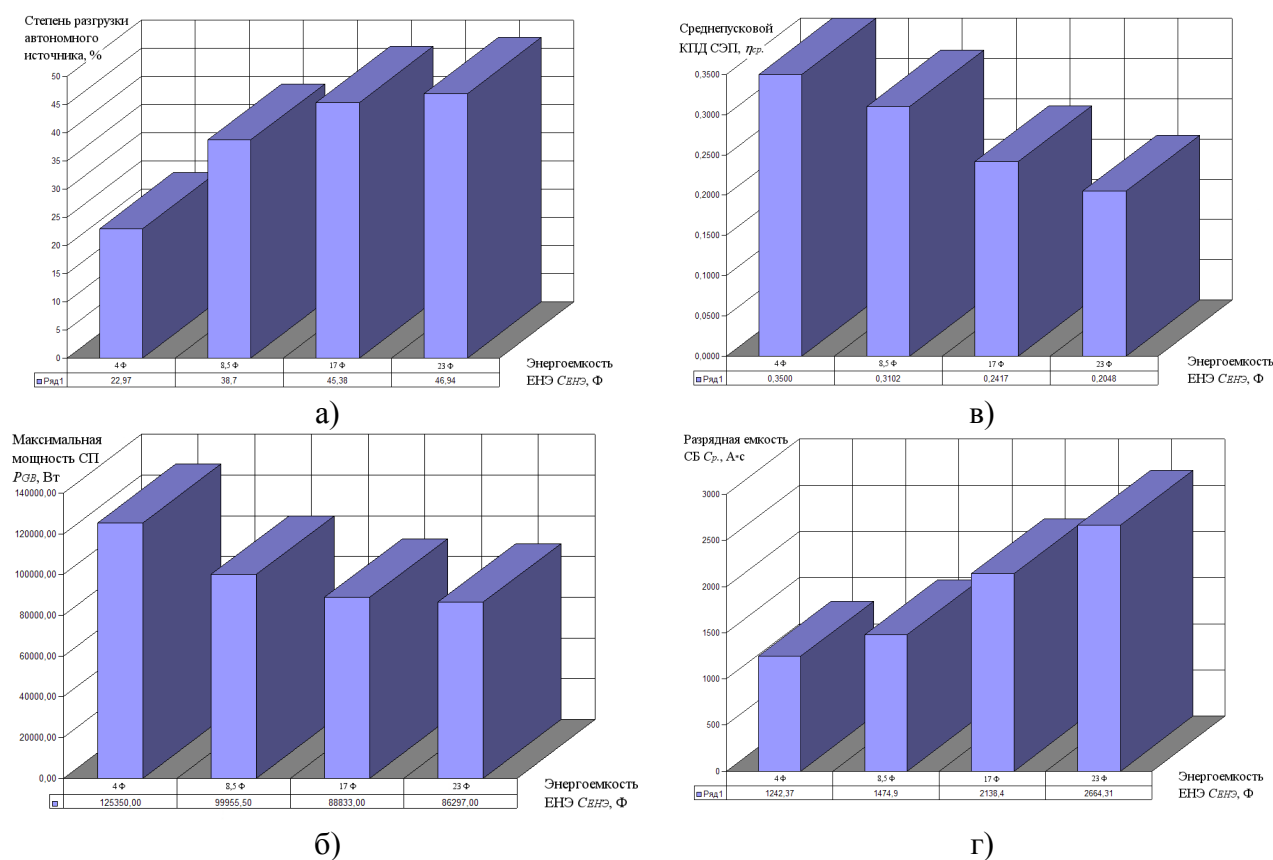 Степень разгрузки
автономного
источника, %
50
45
40
35
30
25
20
15
10
5
0
4 Ф 8,5 Ф 17 Ф 23 Ф
Ряд1 22,97 38,7 45,38 46,94
Энергоемкость
ЕНЭ CЕНЭ, Ф
а)
Среднепусковой
КПД СЭП, ηср.
0,3500
0,3000
0,2500
0,2000
0,1500
0,1000
0,0500
0,0000
4 Ф 8,5 Ф 17 Ф 23 Ф
Ряд1 0,3500 0,3102 0,2417 0,2048
Энергоемкость
ЕНЭ CЕНЭ, Ф
в)
Максимальная
мощность СП
PGB, Вт
140000,00
120000,00
100000,00
80000,00
60000,00
40000,00
20000,00
0,00
4 Ф 8,5 Ф 17 Ф 23 Ф
125350,00 99955,50 88833,00 86297,00
Энергоемкость
ЕНЭ CЕНЭ, Ф
б)
Разрядная емкость
СБ Cр., А•с
3000
2500
2000
1500
1000
500
0
4 Ф 8,5 Ф 17 Ф 23 Ф
Ряд1 1242,37 1474,9 2138,4 2664,31
Энергоемкость
ЕНЭ CЕНЭ, Ф
г)